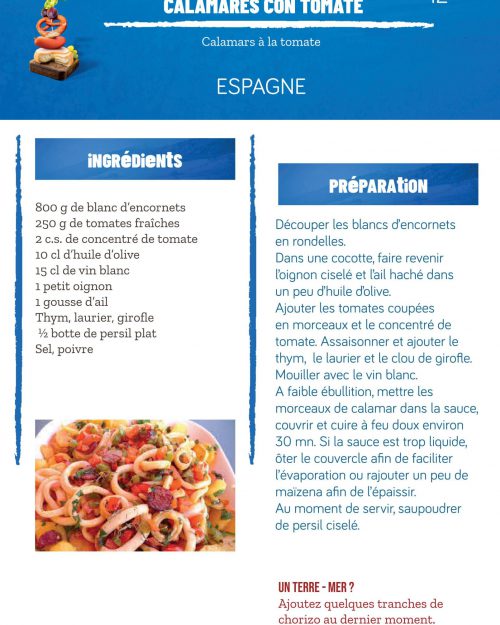 CALAMARES CON TOMATE
12
Calamars à la tomate
ESPAGNE
INGRÉDIENTS
800 g de blanc d'encornets
250 g de tomates fraîches
2 c.s. de concentré de tomate
10 cl d'huile d'olive
15 cl de vin blanc
1 petit oignon
1 gousse d'ail
Thym, laurier, girofle
½ botte de persil plat
Sel, poivre
PRÉPARATION
Découper les blancs d'encornets
en rondelles.
Dans une cocotte, faire revenir
l'oignon ciselé et l'ail haché dans
un peu d'huile d'olive.
Ajouter les tomates coupées
en morceaux et le concentré de
tomate. Assaisonner et ajouter le
thym, le laurier et le clou de girofle.
Mouiller avec le vin blanc.
A faible ébullition, mettre les
morceaux de calamar dans la sauce,
couvrir et cuire à feu doux environ
30 mn. Si la sauce est trop liquide,
ôter le couvercle afin de faciliter
l'évaporation ou rajouter un peu de
maïzena afin de l'épaissir.
Au moment de servir, saupoudrer
de persil ciselé.
UN TERRE - MER ?
Ajoutez quelques tranches de
chorizo au dernier moment.